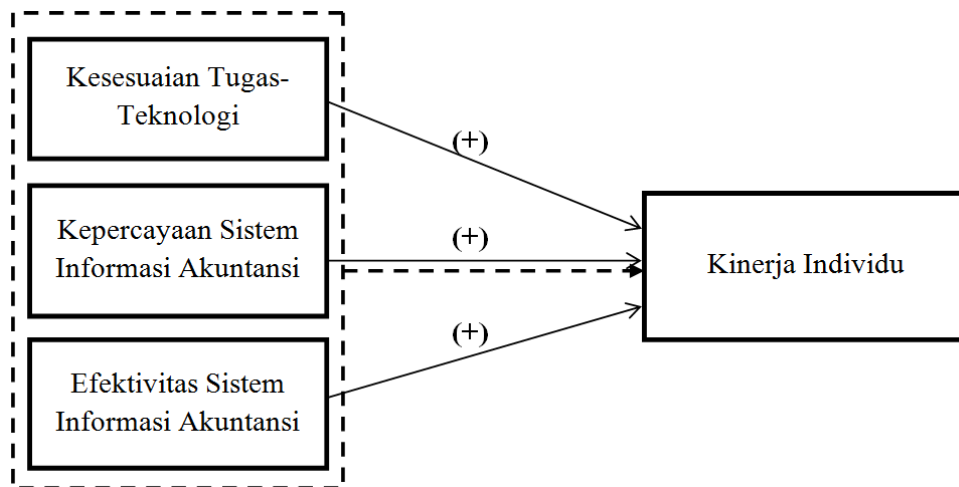 Kesesuaian Tugas-
Teknologi
(+)
Kepercayaan Sistem
Informasi Akuntansi
(+)
Kinerja Individu
(+)
Efektivitas Sistem
Informasi Akuntansi